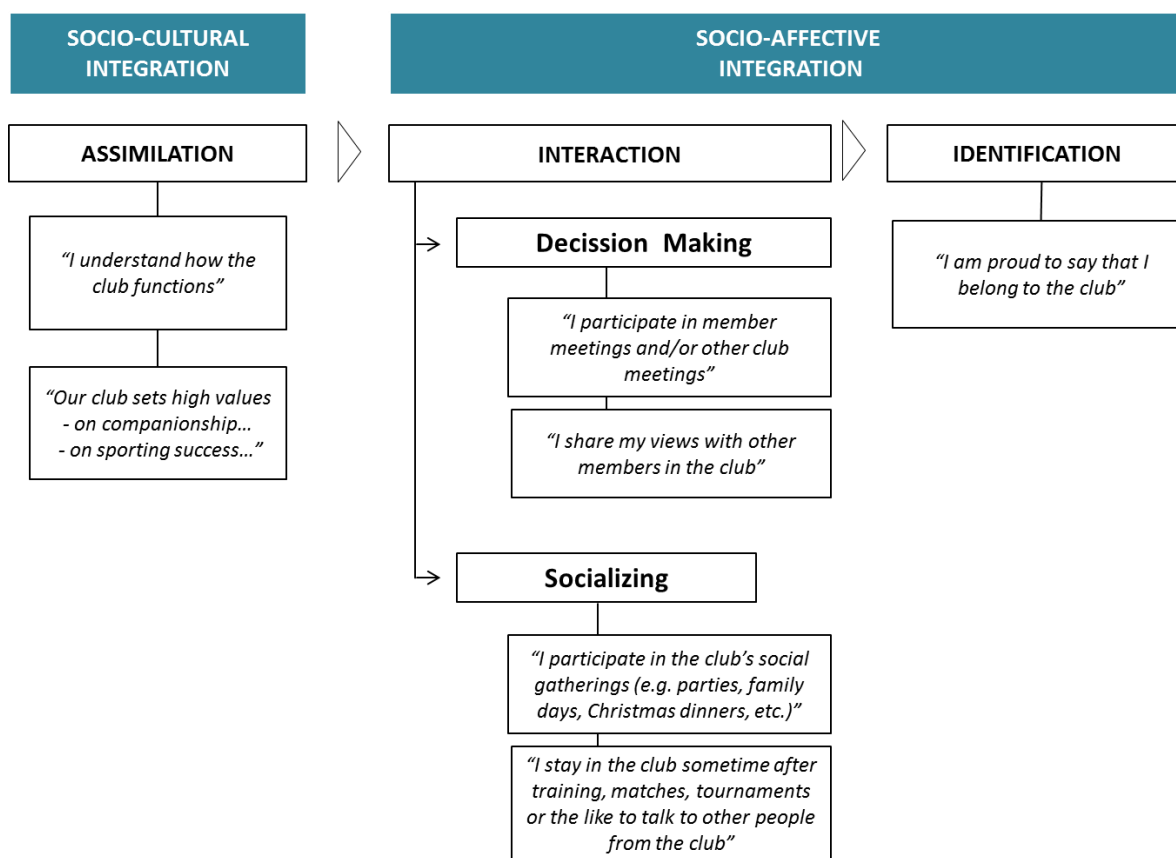 SOCIO-CULTURAL
INTEGRATION
SOCIO-AFFECTIVE
INTEGRATION
ASSIMILATION
INTERACTION
IDENTIFICATION
“I understand how the
club functions”
“Our club sets high values
- on companionship...
- on sporting success...”
Decission Making
“I participate in member
meetings and/or other club
meetings”
“I share my views with other
members in the club”
Socializing
“I participate in the club’s social
gatherings (e.g. parties, family
days, Christmas dinners, etc.)”
“I stay in the club sometime after
training, matches, tournaments
or the like to talk to other people
from the club”
“I am proud to say that I
belong to the club”